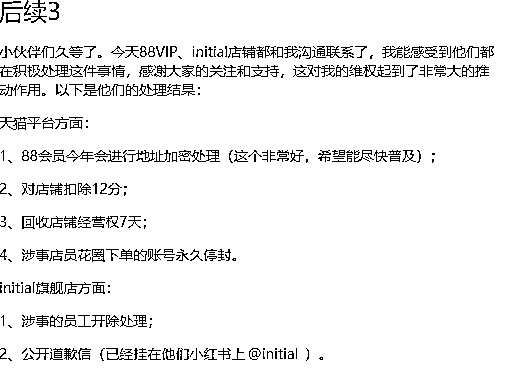 后续3
小伙伴们久等了。今天88VIP、initial店铺都和我沟通联系了，我能感受到他们都
在积极处理这件事情，感谢大家的关注和支持，这对我的维权起到了非常大的推
动作用。以下是他们的处理结果：
天猫平台方面：
1、88会员今年会进行地址加密处理（这个非常好，希望能尽快普及）；
2、对店铺扣除12分；
3、回收店铺经营权7天；
4、涉事店员花圈下单的账号永久停封。
initial旗舰店方面：
1、涉事的员工开除处理；
2、公开道歉信（已经挂在他们小红书上@initial ）。